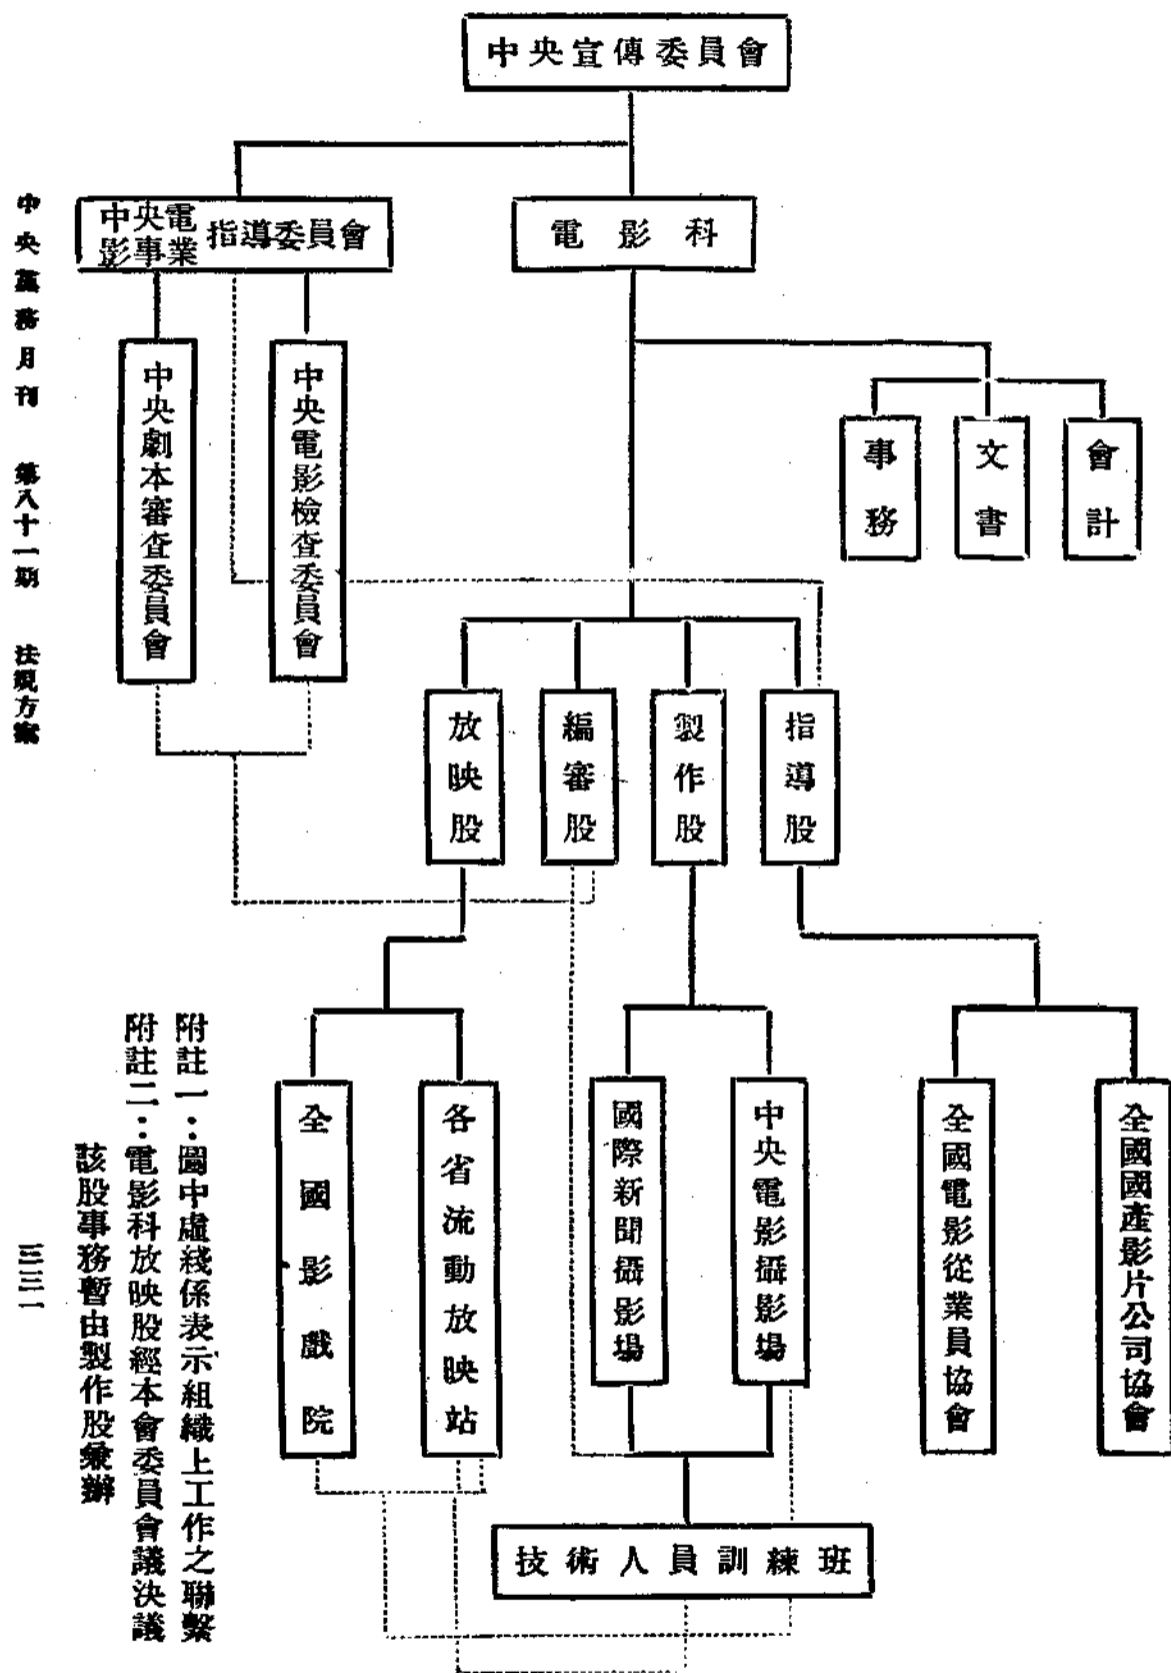 中央宣傳委員會
中央電影事業指導委員會
電影科
中央劇本審查委員會
中央電影檢查委員會
事務
文書
會計
放映股
編審股
製作股
指導股
全國影戲院
各省流動放映站
國際新聞攝影場
中央電影攝影場
全國電影從業員協會
全國國產影片公司協會
技術人員訓練班
附註一：圖中虛綫係表示組織上工作之聯繫
附註二：電影科放映股經本會委員會議決議
該股事務暫由製作股兼辦
中央黨務月刊 第八十一期 法規方案
三三一